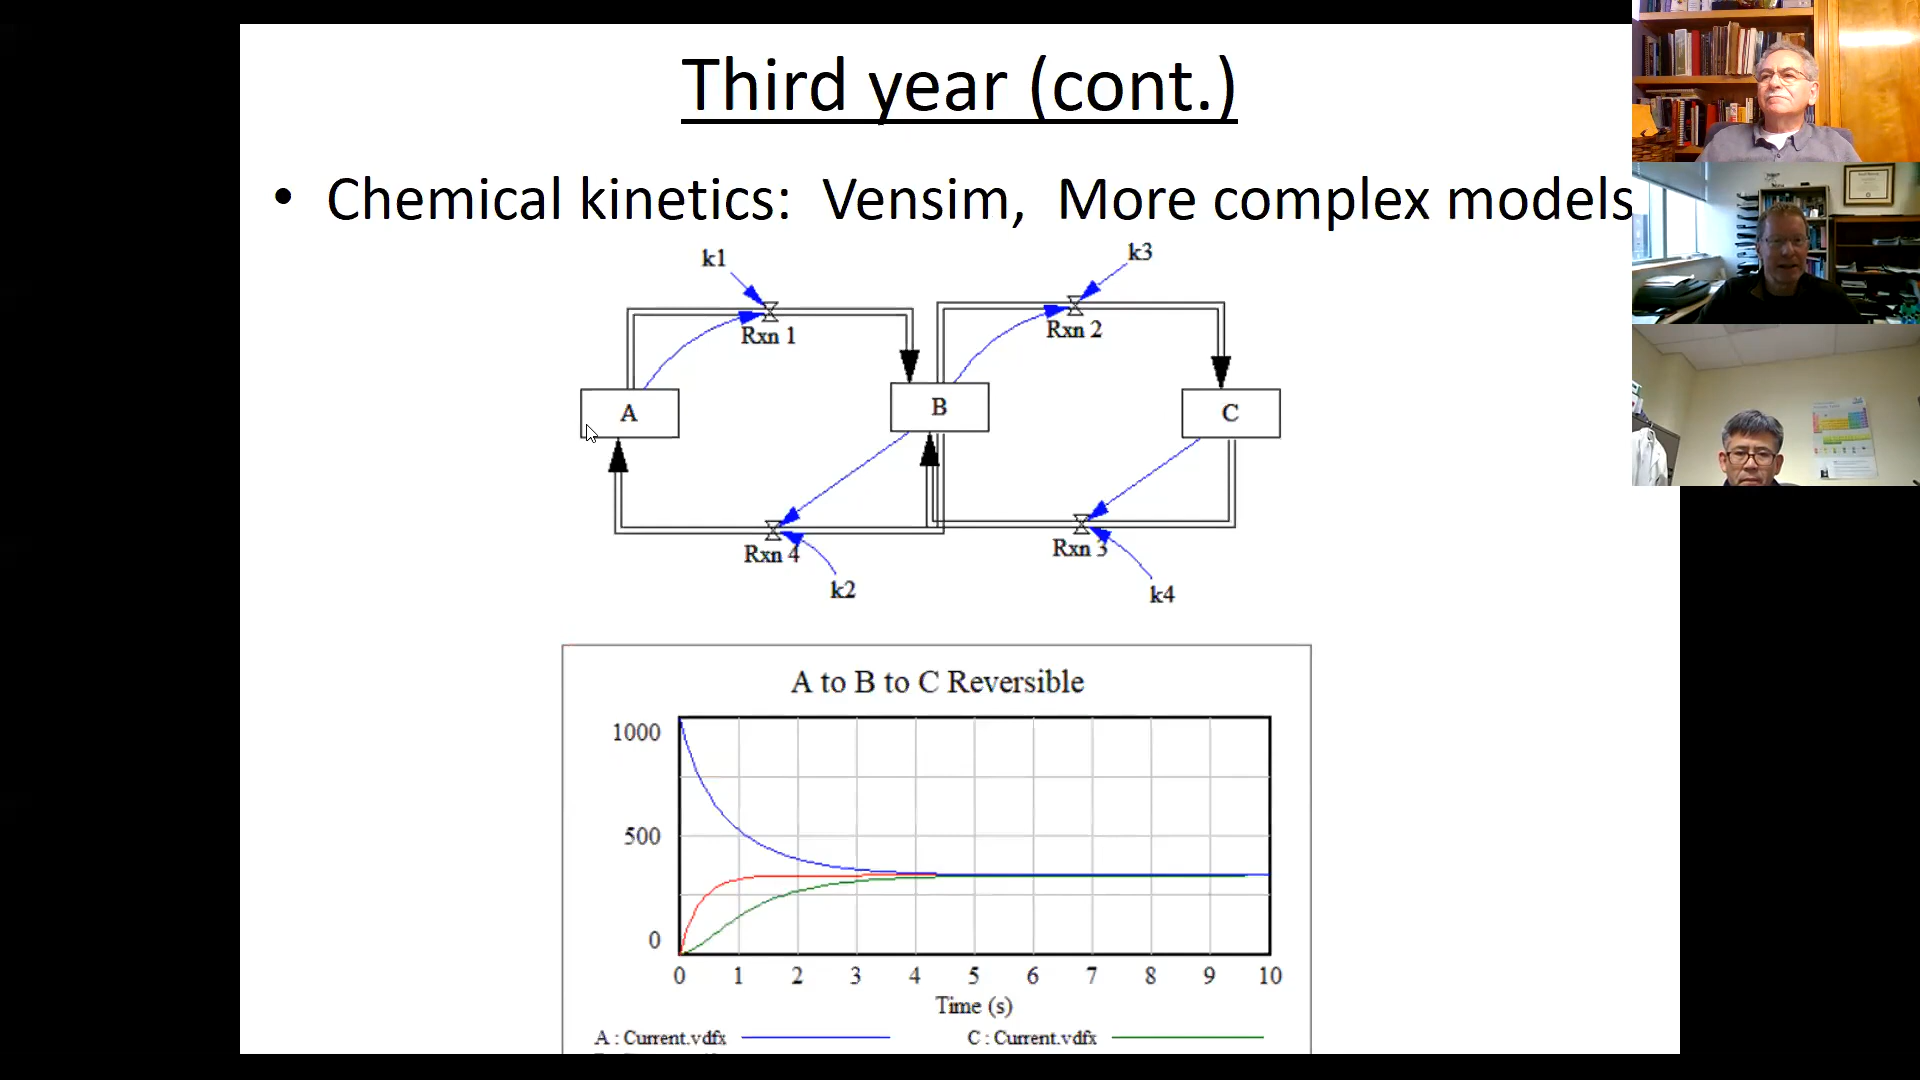 Third year (cont.)
• Chemical kinetics: Vensim, More complex models
k1
k3
Rxn 1
Rxn 2
A
B
C
Rxn 4
Rxn 3
k2
k4
A to B to C Reversible
1000
500
0
0 1 2 3 4 5 6 7 8 9 10
Time (s)
A : Current.vdfx
C : Current.vdfx